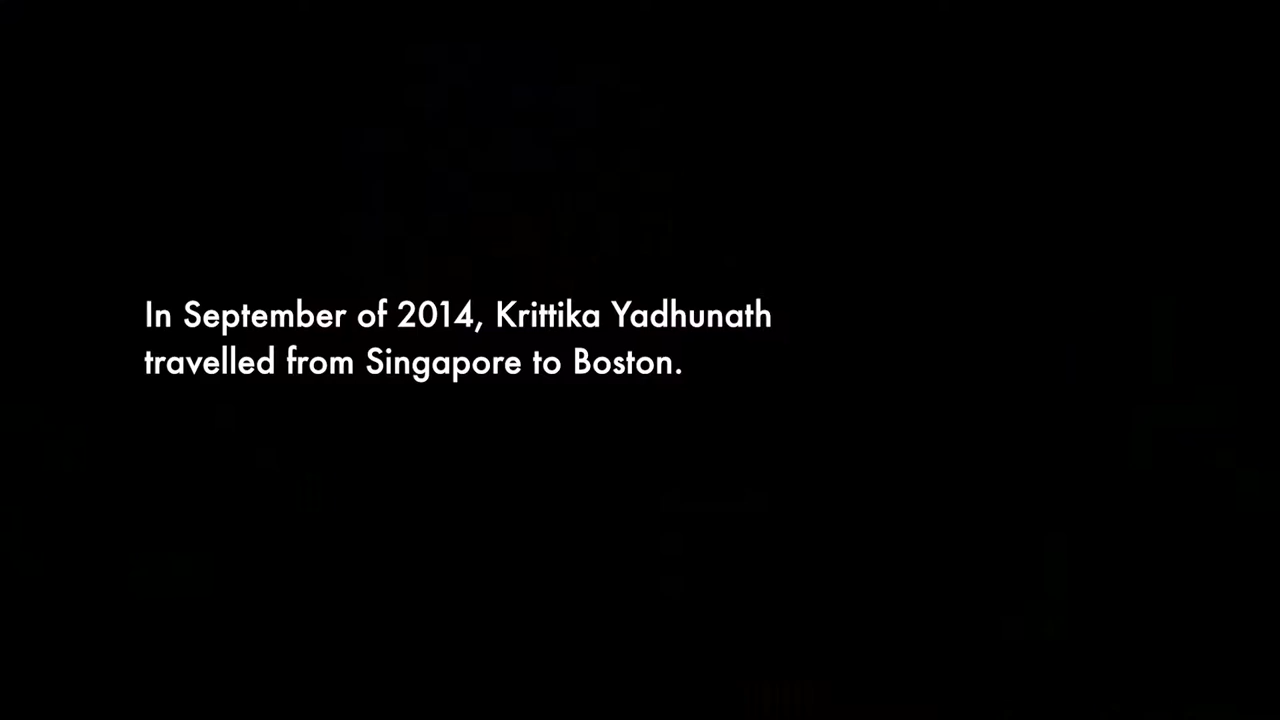 In September of 2014, Krittika Yadhunath
travelled from Singapore to Boston.